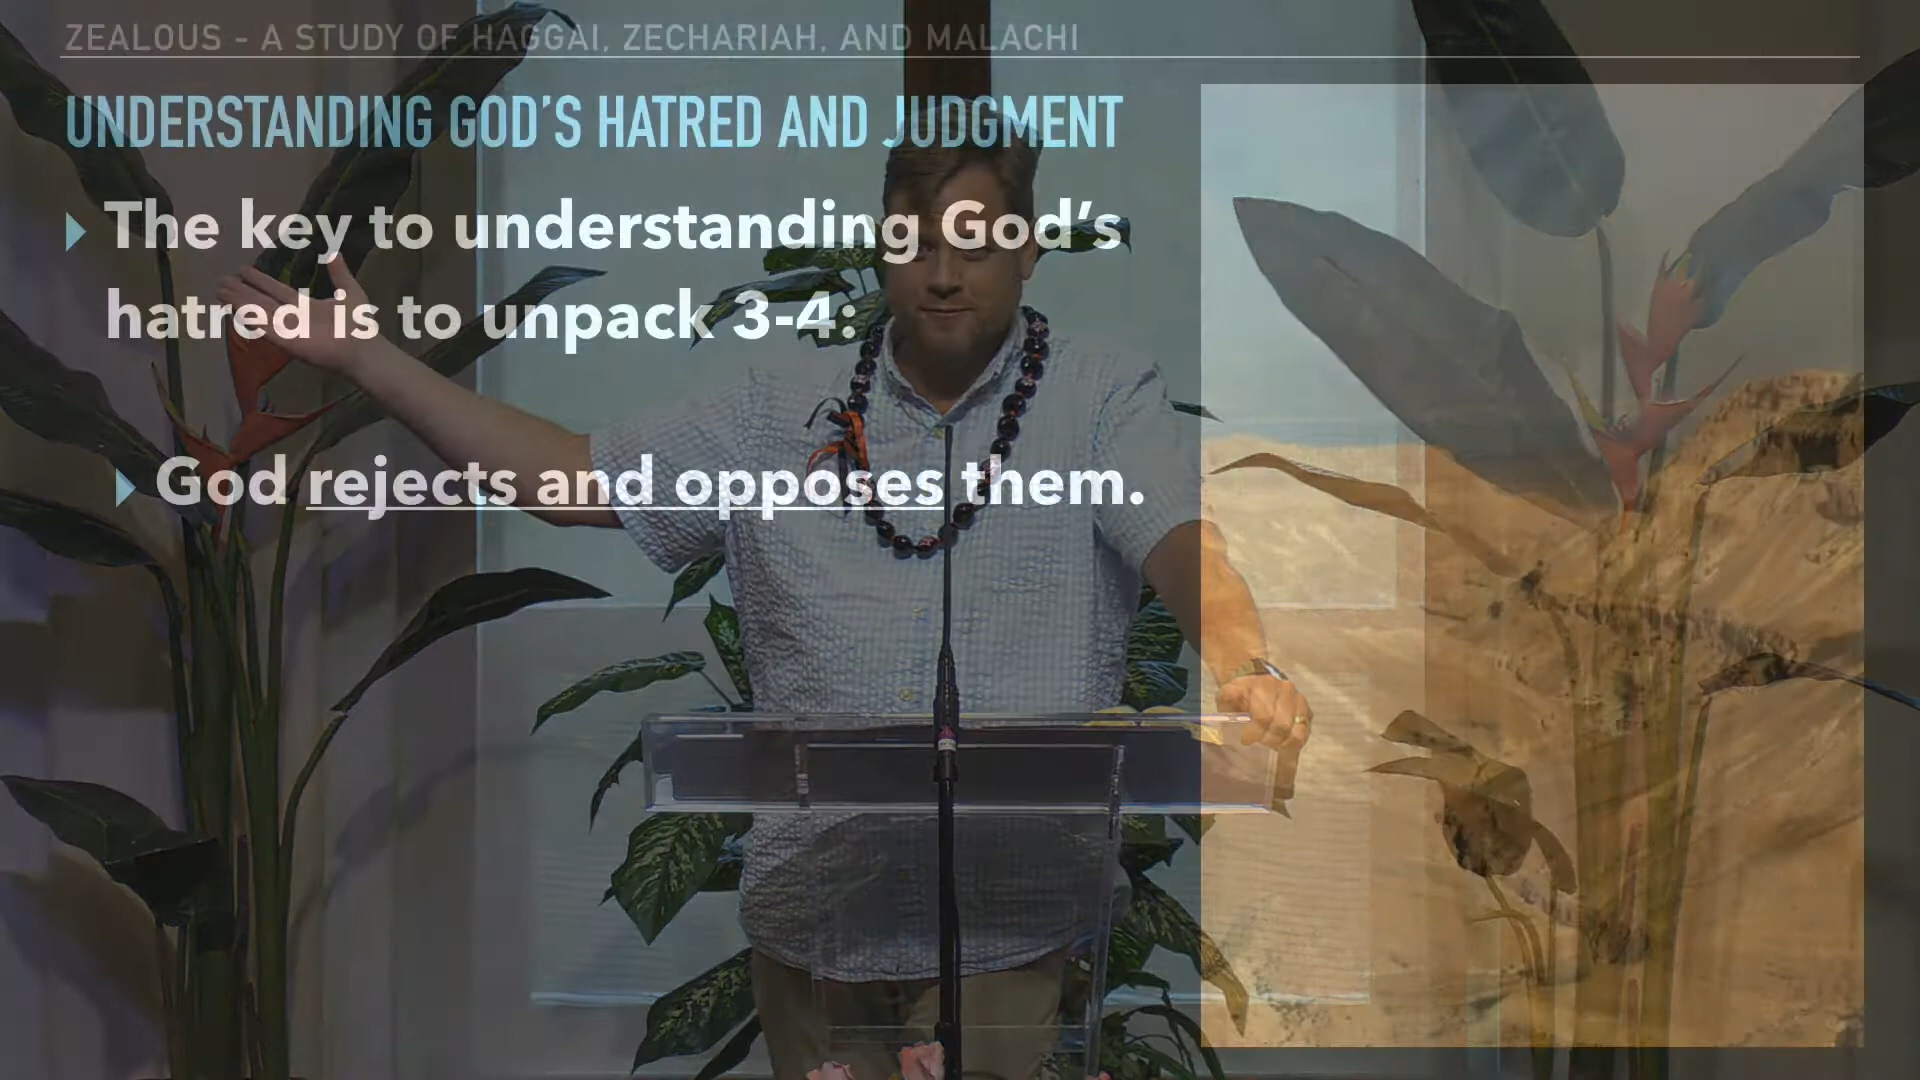 ZEALOUS - A STUDY OF HAGGAI, ZECHARIAH, AND MALACHI
UNDERSTANDING GOD'S HATRED AND JUDGMENT
The key to understanding God's
hatred is to unpack 3-4:
God rejects and opposes them.